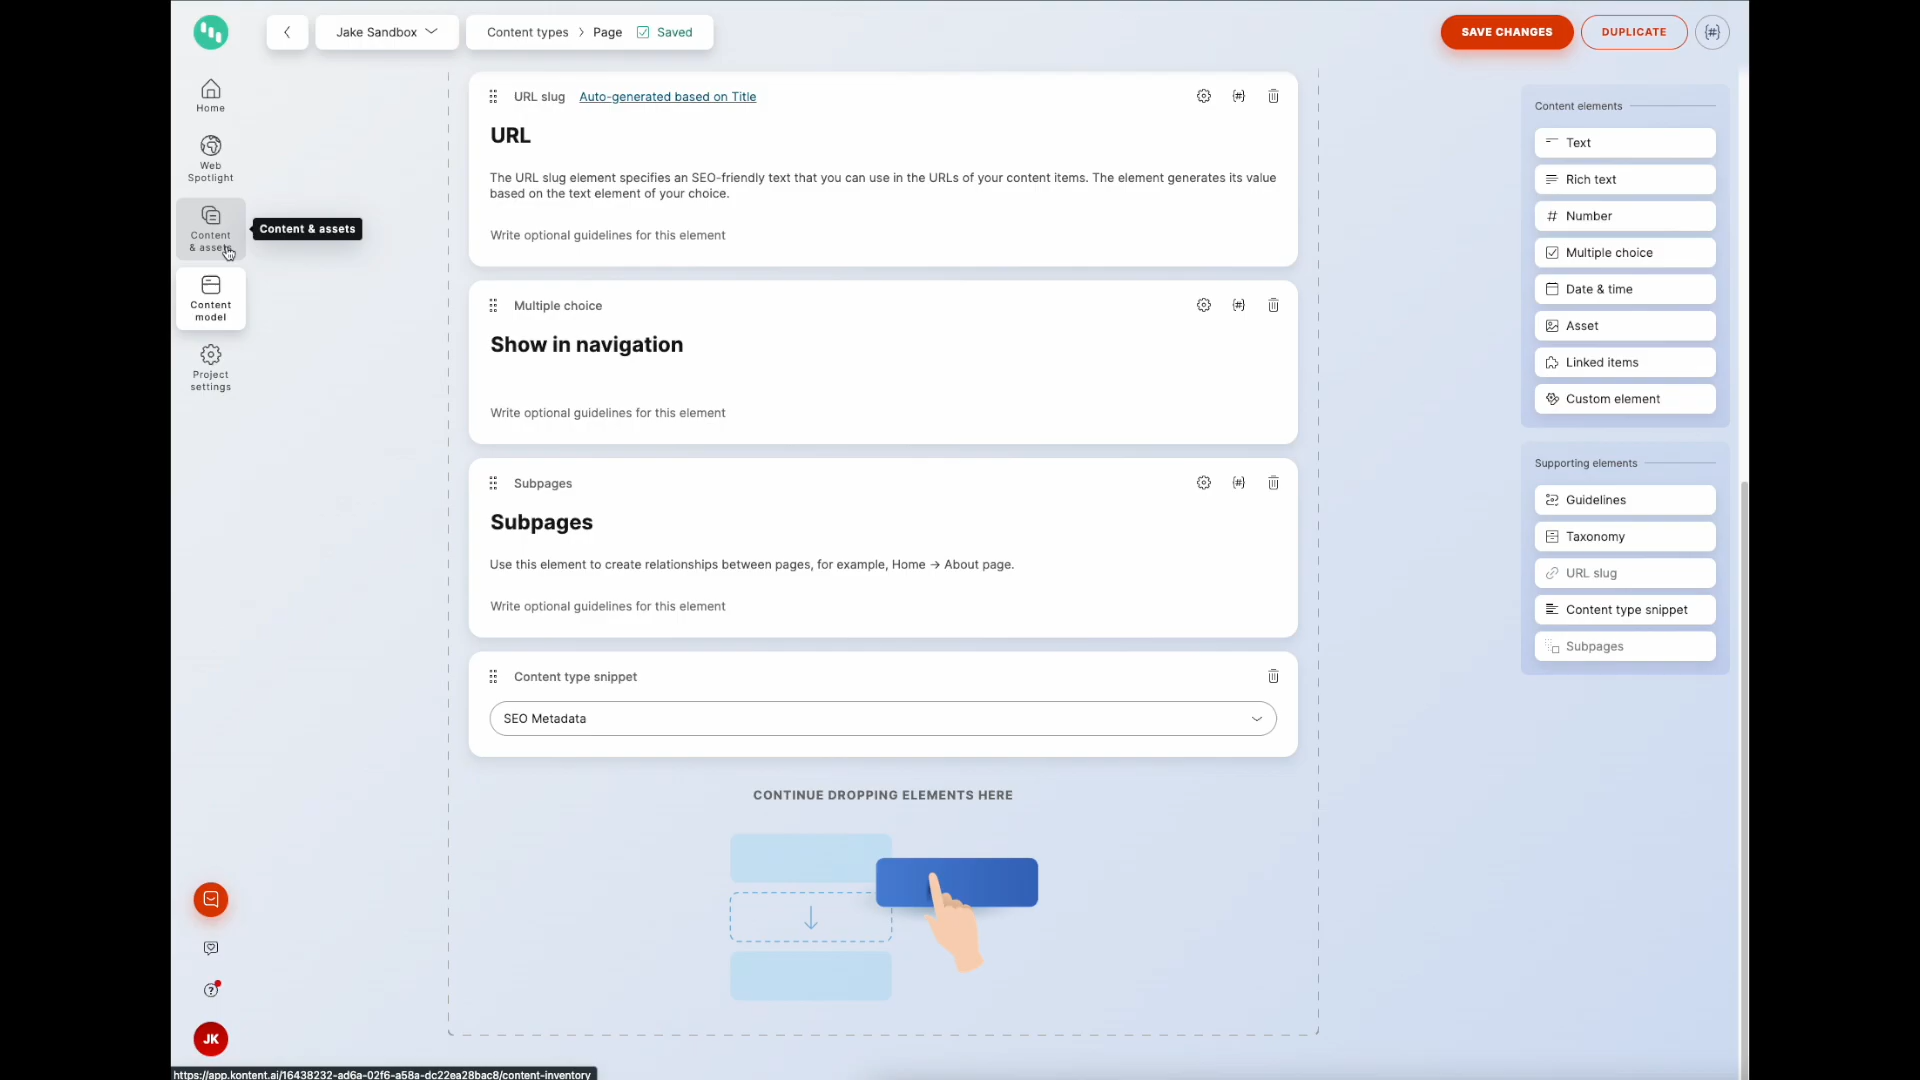 Jake Sandbox
Content types > Page Saved
SAVE CHANGES
DUPLICATE
{#}
Home
Web
Spotlight
Content
& assets
Content & assets
Content
model
Project
settings
JK
URL slug Auto-generated based on Title
{#}
URL
The URL slug element specifies an SEO-friendly text that you can use in the URLs of your content items. The element generates its value
based on the text element of your choice.
Write optional guidelines for this element
Multiple choice
{#}
Show in navigation
Write optional guidelines for this element
Subpages
{#}
Subpages
Use this element to create relationships between pages, for example, Home → About page.
Write optional guidelines for this element
Content type snippet
SEO Metadata
CONTINUE DROPPING ELEMENTS HERE
Content elements
Text
Rich text
# Number
Multiple choice
Date & time
Asset
Linked items
Custom element
Supporting elements
Guidelines
Taxonomy
URL slug
Content type snippet
Subpages
https://app.kontent.ai/16438232-ad6a-02f6-a58a-dc22ea28bac8/content-inventory